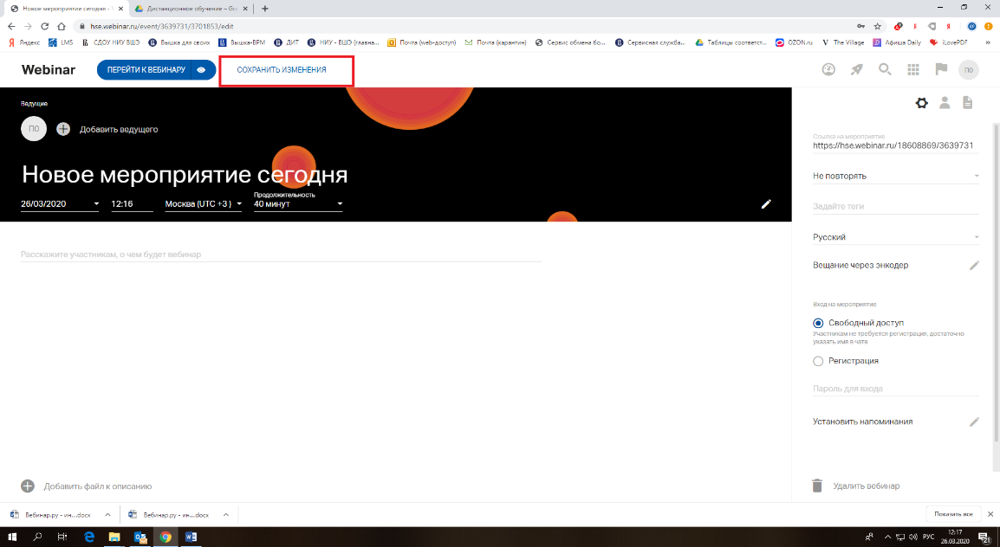 Новое мероприятие сегодня -
Дистанционное обучение – Go
hse.webinar.ru/event/3639731/3701853/edit
Яндекс
LMS
СДОУ НИУ ВШЭ
Вышка для своих
Вышка-BPM
ДИТ
НИУ - ВШЭ (главна...
Почта (web-доступ)
Почта (карантин)
Сервис обмена бо...
Сервисная служба...
Таблицы соответст...
OZON.ru
The Village
Афиша Daily
iLovePDF
»
Webinar
ПЕРЕЙТИ К ВЕБИНАРУ
СОХРАНИТЬ ИЗМЕНЕНИЯ
ПО
Ведущие
ПО
Добавить ведущего
Новое мероприятие сегодня
Продолжительность
26/03/2020
12:16
Москва (UTC +3 )
40 минут
Расскажите участникам, о чем будет вебинар
Добавить файл к описанию
Ссылка на мероприятие
https://hse.webinar.ru/18608869/3639731
Не повторять
Задайте теги
Русский
Вещание через энкодер
Вход на мероприятие
Свободный доступ
Участникам не требуется регистрация, достаточно
указать имя в чате
Регистрация
Пароль для входа
Установить напоминания
Удалить вебинар
Вебинар.ру - ин....docx
Вебинар.ру - ин....docx
Показать все
РУС
12:17
26.03.2020
21